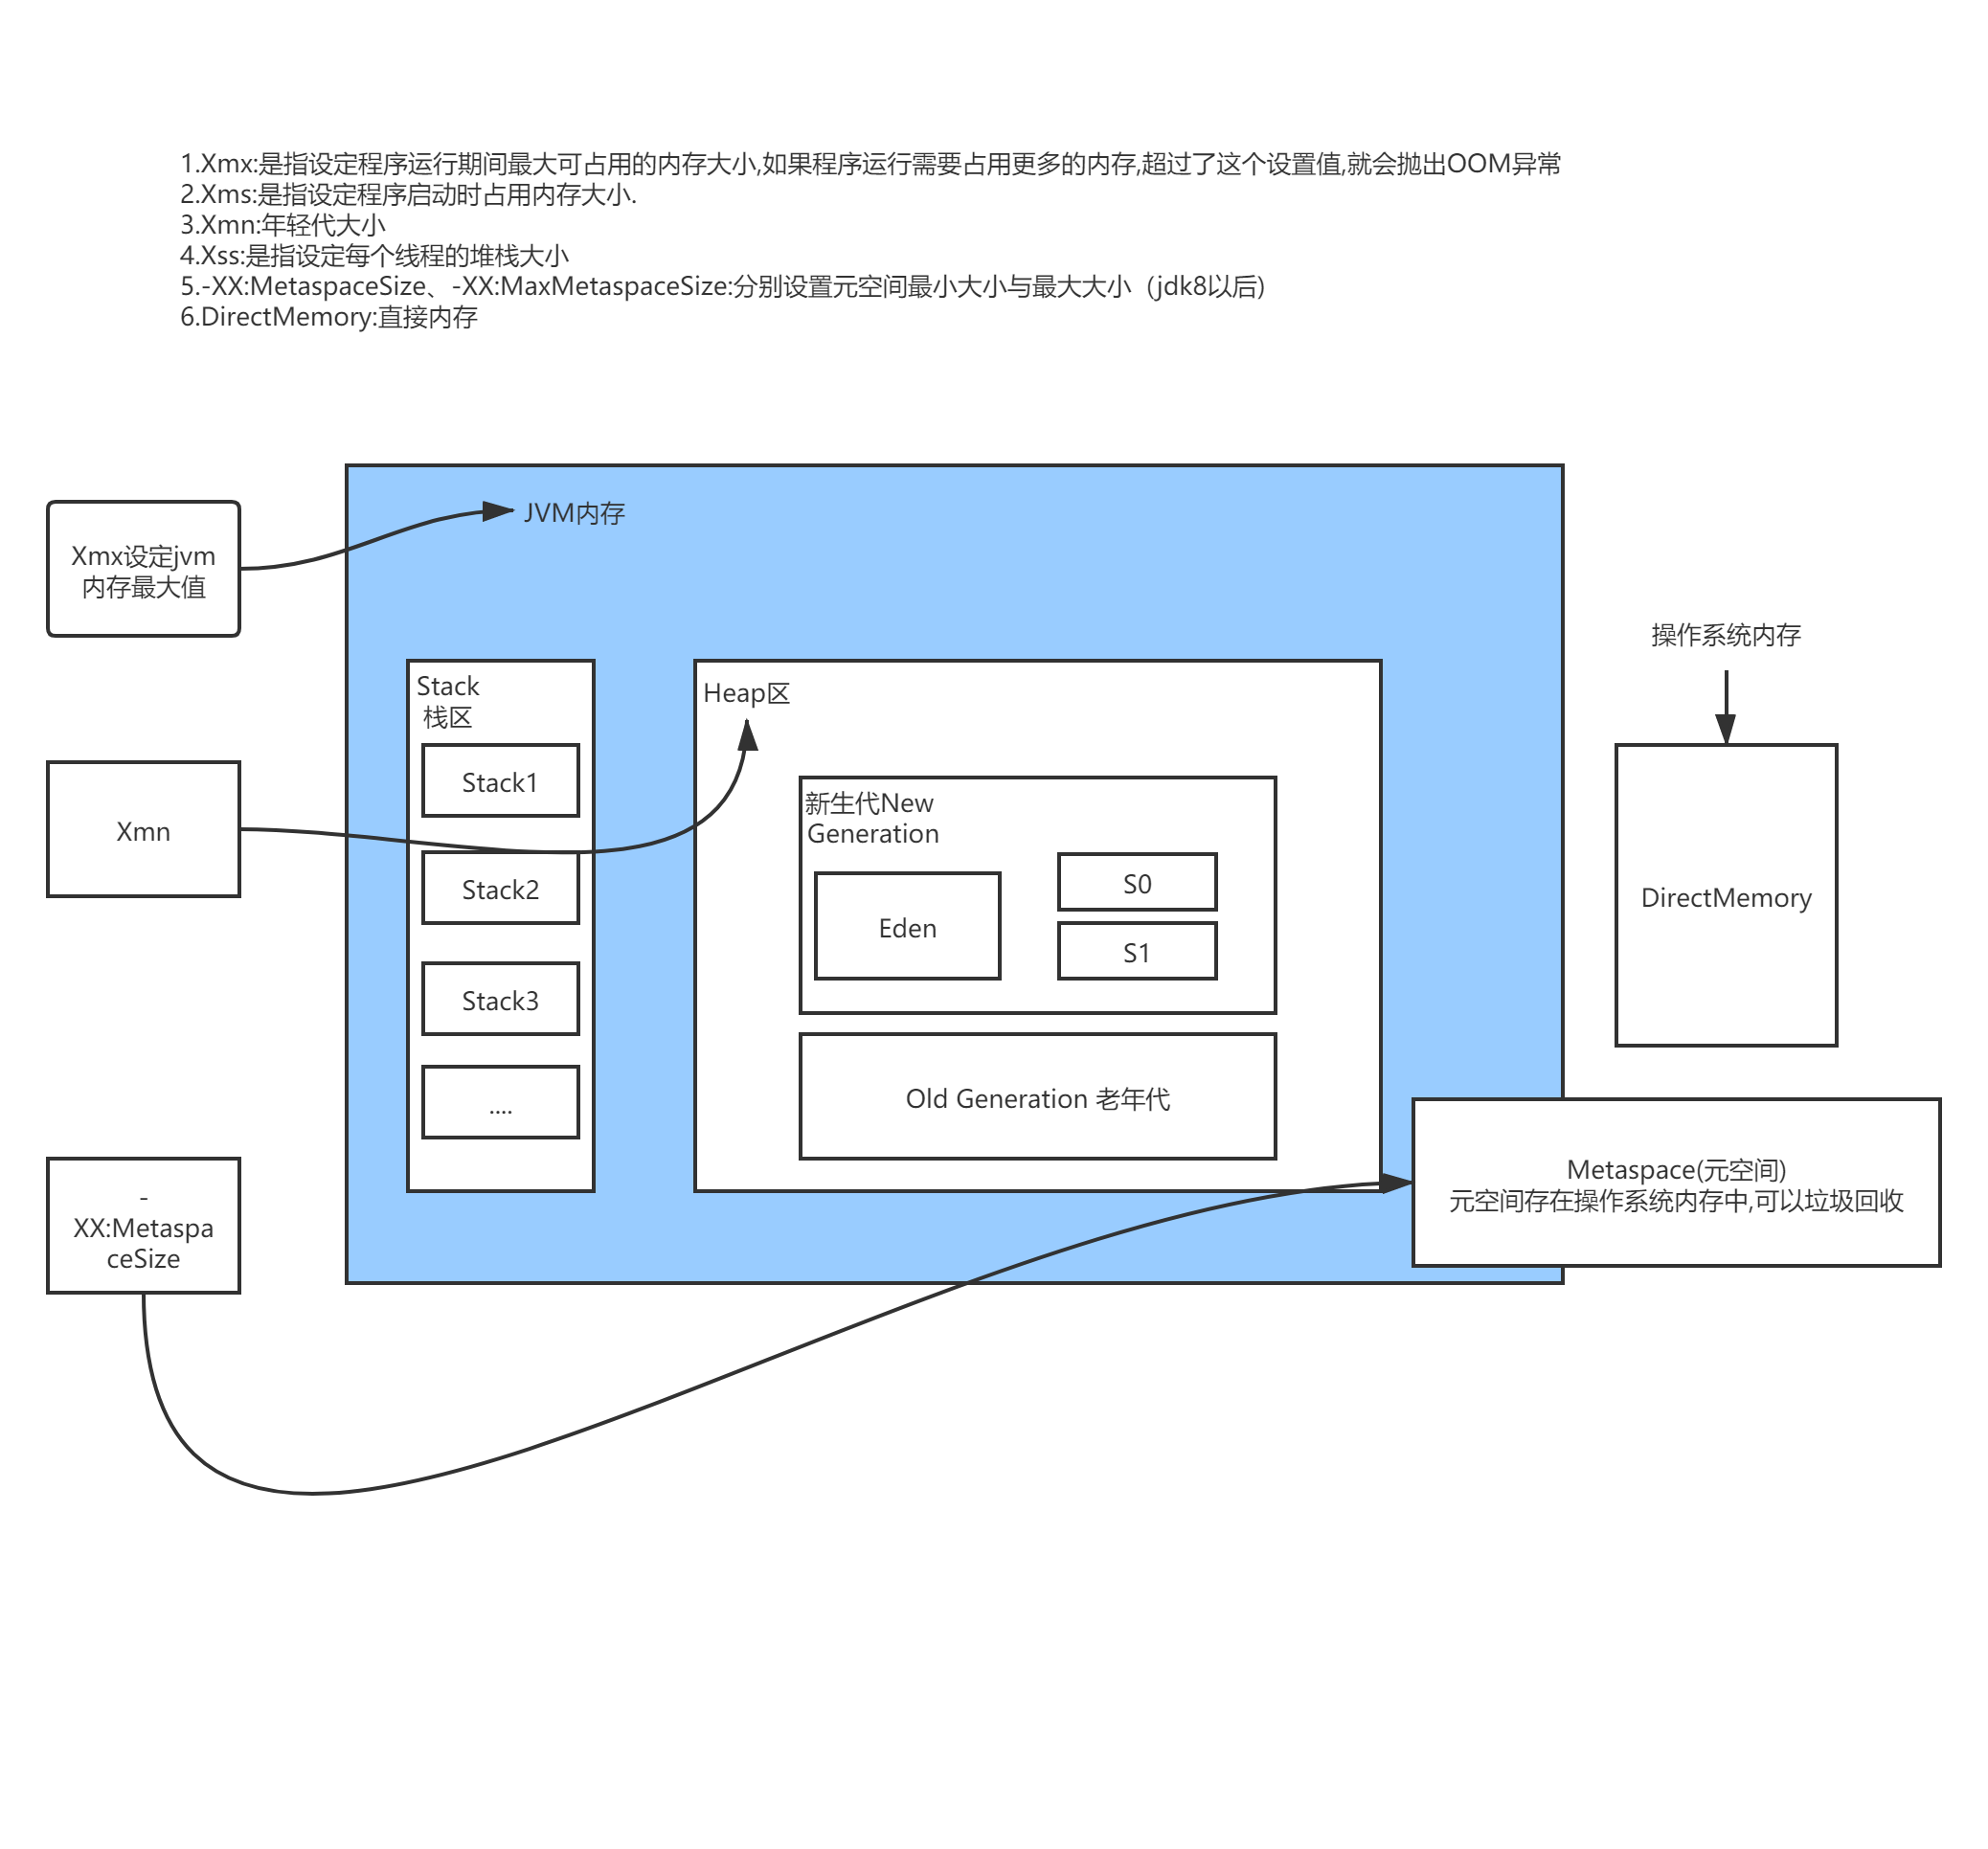 1.Xmx:是指设定程序运行期间最大可占用的内存大小,如果程序运行需要占用更多的内存,超过了这个设置值,就会抛出OOM异常
2.Xms:是指设定程序启动时占用内存大小.
3.Xmn:年轻代大小
4.Xss:是指设定每个线程的堆栈大小
5.-XX:MetaspaceSize、-XX:MaxMetaspaceSize:分别设置元空间最小大小与最大大小（jdk8以后)
6.DirectMemory:直接内存
JVM内存
Xmx设定jvm
内存最大值
操作系统内存
Stack
栈区
Heap区
Stack1
Xmn
新生代New
Generation
Stack2
Eden
S0
S1
DirectMemory
Stack3
....
Old Generation 老年代
-
XX:Metaspa
ceSize
Metaspace(元空间)
元空间存在操作系统内存中,可以垃圾回收